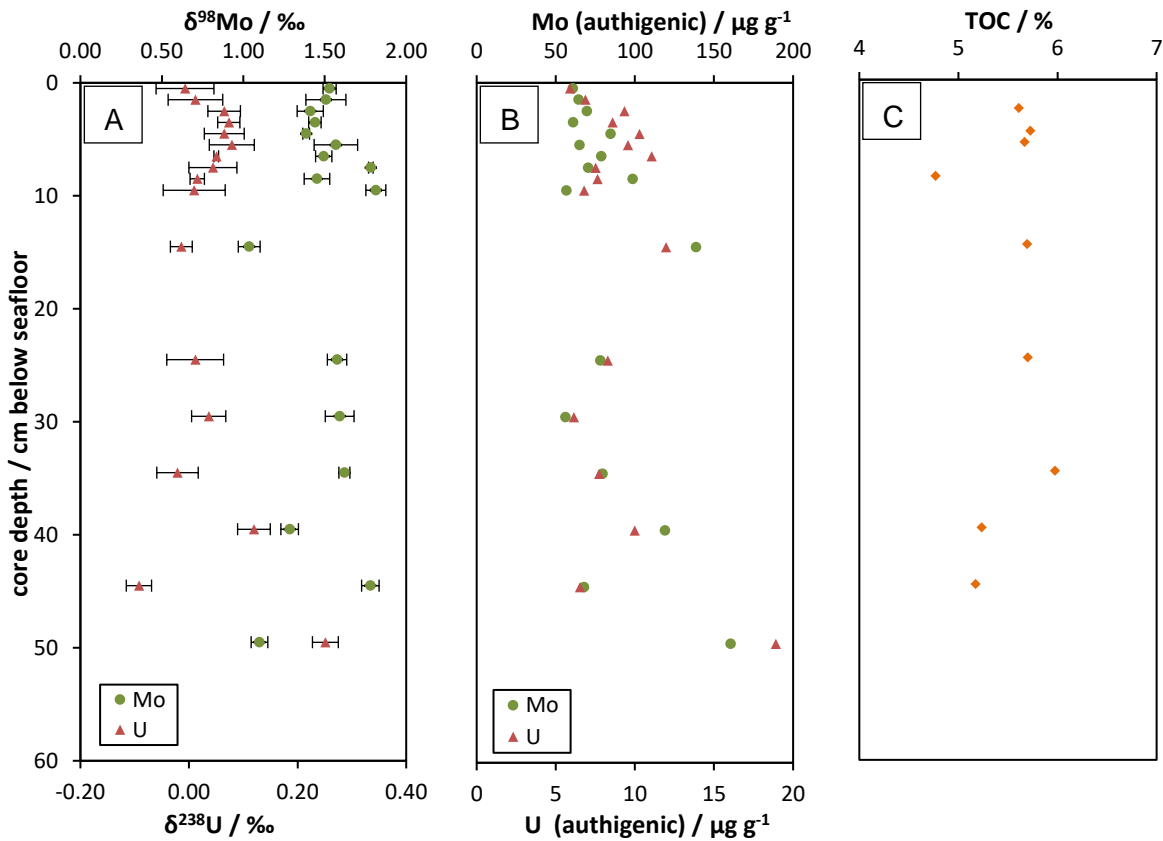 δ⁹⁸Mo / ‰
0.00 0.50 1.00 1.50 2.00
Mo (authigenic) / µg g⁻¹
0 50 100 150 200
TOC / %
4 5 6 7
core depth / cm below seafloor
0
10
20
30
40
50
60
A
B
C
Mo
U
Mo
U
-0.20 0.00 0.20 0.40
δ²³⁸U / ‰
0 5 10 15 20
U (authigenic) / µg g⁻¹